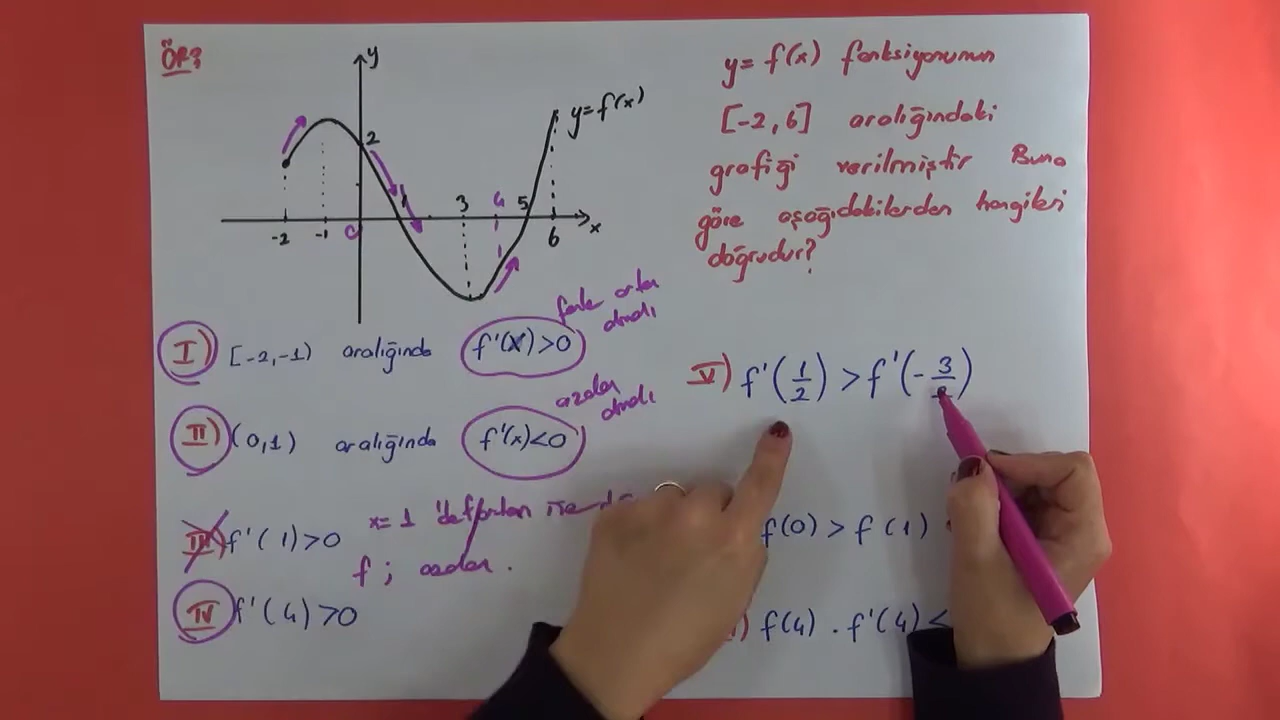 ÖR?
y
y=f(x)
2
1
3
4
5
-2
-1
0
6
x
y= f(x) fonksiyonunun
[-2,6] aralığındaki
grafiği verilmiştir Buna
göre aşağıdakilerden hangileri
doğrudur?
I) [-2,-1) aralığında f'(x)>0
fonk artan
olmalı
II) (0,1) aralığında f'(x)<0
azalan
olmalı
III) f'(1)>0
x=1 'de
f ; azalan.
IV) f'(4)>0
V) f'(1/2) > f'(-3/
f(0) > f(1)
) f(4) . f'(4) <